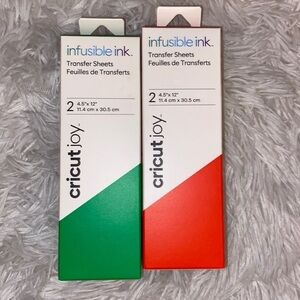 infusible ink.
Transfer Sheets
Feuilles de Transferts
2 4.5"x 12"
11.4 cm x 30.5 cm
cricut joy
infusible ink.
Transfer Sheets
Feuilles de Transferts
2 4.5"x 12"
11.4 cm x 30.5 cm
cricut joy